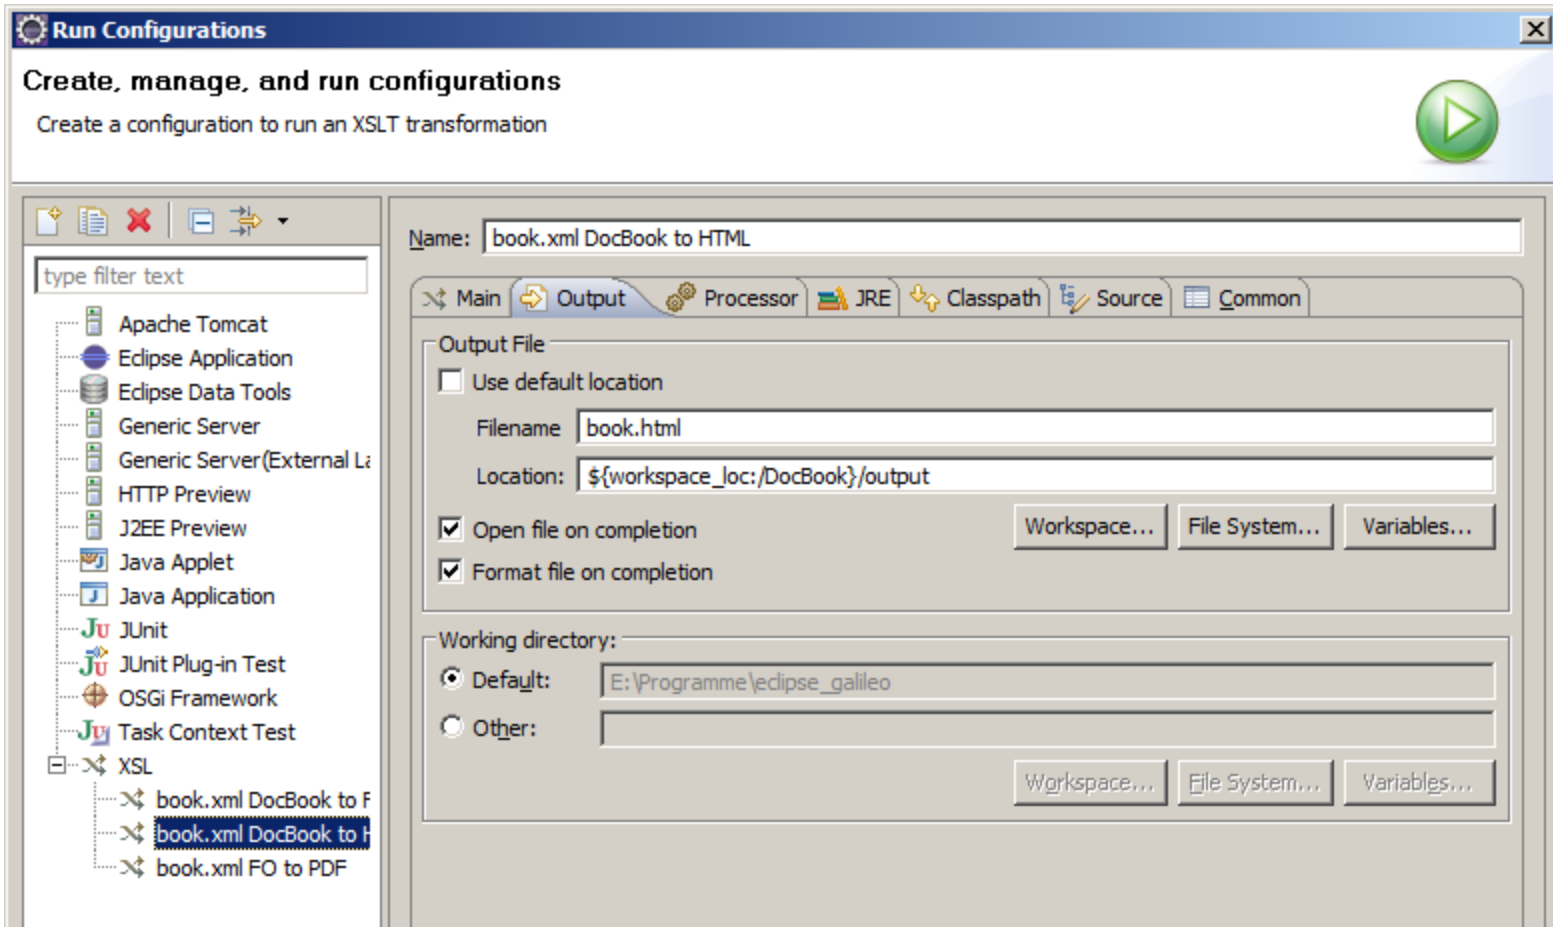 Run Configurations
Create, manage, and run configurations
Create a configuration to run an XSLT transformation
type filter text
Apache Tomcat
Eclipse Application
Eclipse Data Tools
Generic Server
Generic Server(External La
HTTP Preview
J2EE Preview
Java Applet
Java Application
JUnit
JUnit Plug-in Test
OSGi Framework
Task Context Test
XSL
book.xml DocBook to F
book.xml DocBook to H
book.xml FO to PDF
Name: book.xml DocBook to HTML
Main Output Processor JRE Classpath Source Common
Output File
Use default location
Filename book.html
Location: ${workspace_loc:/DocBook}/output
Open file on completion
Workspace... File System... Variables...
Format file on completion
Working directory:
Default: E:\Programme\eclipse_galileo
Other:
Workspace... File System... Variables...